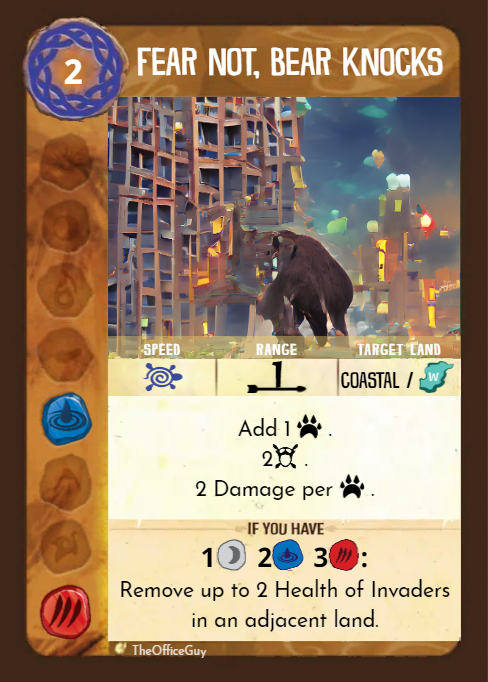 2
FEAR NOT, BEAR KNOCKS
SPEED RANGE TARGET LAND
1 COASTAL / W
Add 1 .
2 .
2 Damage per .
IF YOU HAVE
1 2 3 :
Remove up to 2 Health of Invaders
in an adjacent land.
TheOfficeGuy